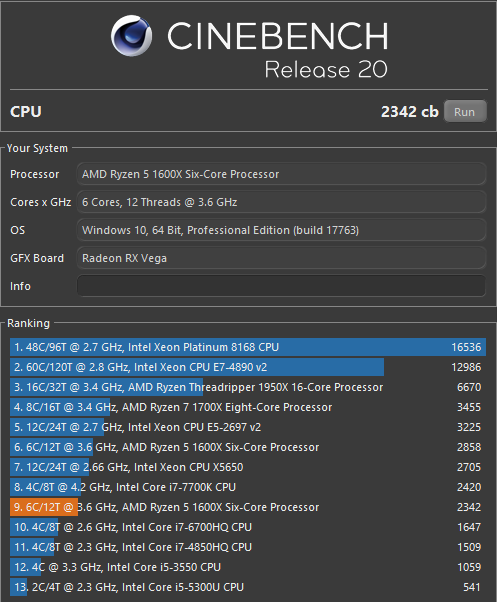 CINEBENCH
Release 20
CPU 2342 cb Run
Your System
Processor AMD Ryzen 5 1600X Six-Core Processor
Cores x GHz 6 Cores, 12 Threads @ 3.6 GHz
OS Windows 10, 64 Bit, Professional Edition (build 17763)
GFX Board Radeon RX Vega
Info
Ranking
1. 48C/96T @ 2.7 GHz, Intel Xeon Platinum 8168 CPU 16536
2. 60C/120T @ 2.8 GHz, Intel Xeon CPU E7-4890 v2 12986
3. 16C/32T @ 3.4 GHz, AMD Ryzen Threadripper 1950X 16-Core Processor 6670
4. 8C/16T @ 3.4 GHz, AMD Ryzen 7 1700X Eight-Core Processor 3455
5. 12C/24T @ 2.7 GHz, Intel Xeon CPU E5-2697 v2 3225
6. 6C/12T @ 3.6 GHz, AMD Ryzen 5 1600X Six-Core Processor 2858
7. 12C/24T @ 2.66 GHz, Intel Xeon CPU X5650 2705
8. 4C/8T @ 4.2 GHz, Intel Core i7-7700K CPU 2420
9. 6C/12T @ 3.6 GHz, AMD Ryzen 5 1600X Six-Core Processor 2342
10. 4C/8T @ 2.6 GHz, Intel Core i7-6700HQ CPU 1647
11. 4C/8T @ 2.3 GHz, Intel Core i7-4850HQ CPU 1509
12. 4C @ 3.3 GHz, Intel Core i5-3550 CPU 1059
13. 2C/4T @ 2.3 GHz, Intel Core i5-5300U CPU 541